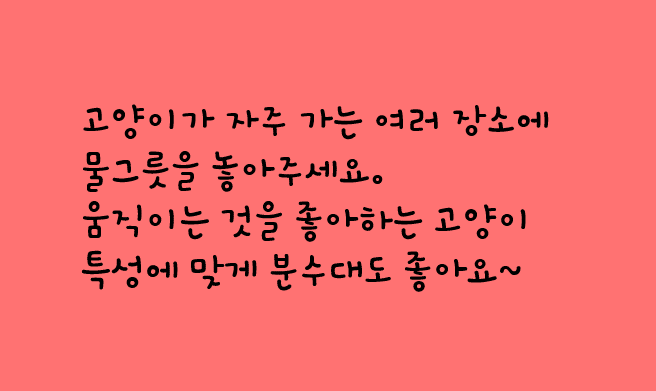 고양이가 자주 가는 여러 장소에
물그릇을 놓아주세요.
움직이는 것을 좋아하는 고양이
특성에 맞게 분수대도 좋아요~